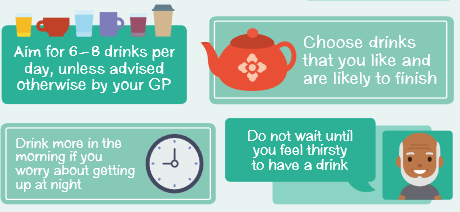 Aim for 6–8 drinks per
day, unless advised
otherwise by your GP
Choose drinks
that you like and
are likely to finish
Drink more in the
morning if you
worry about getting
up at night
Do not wait until
you feel thirsty
to have a drink